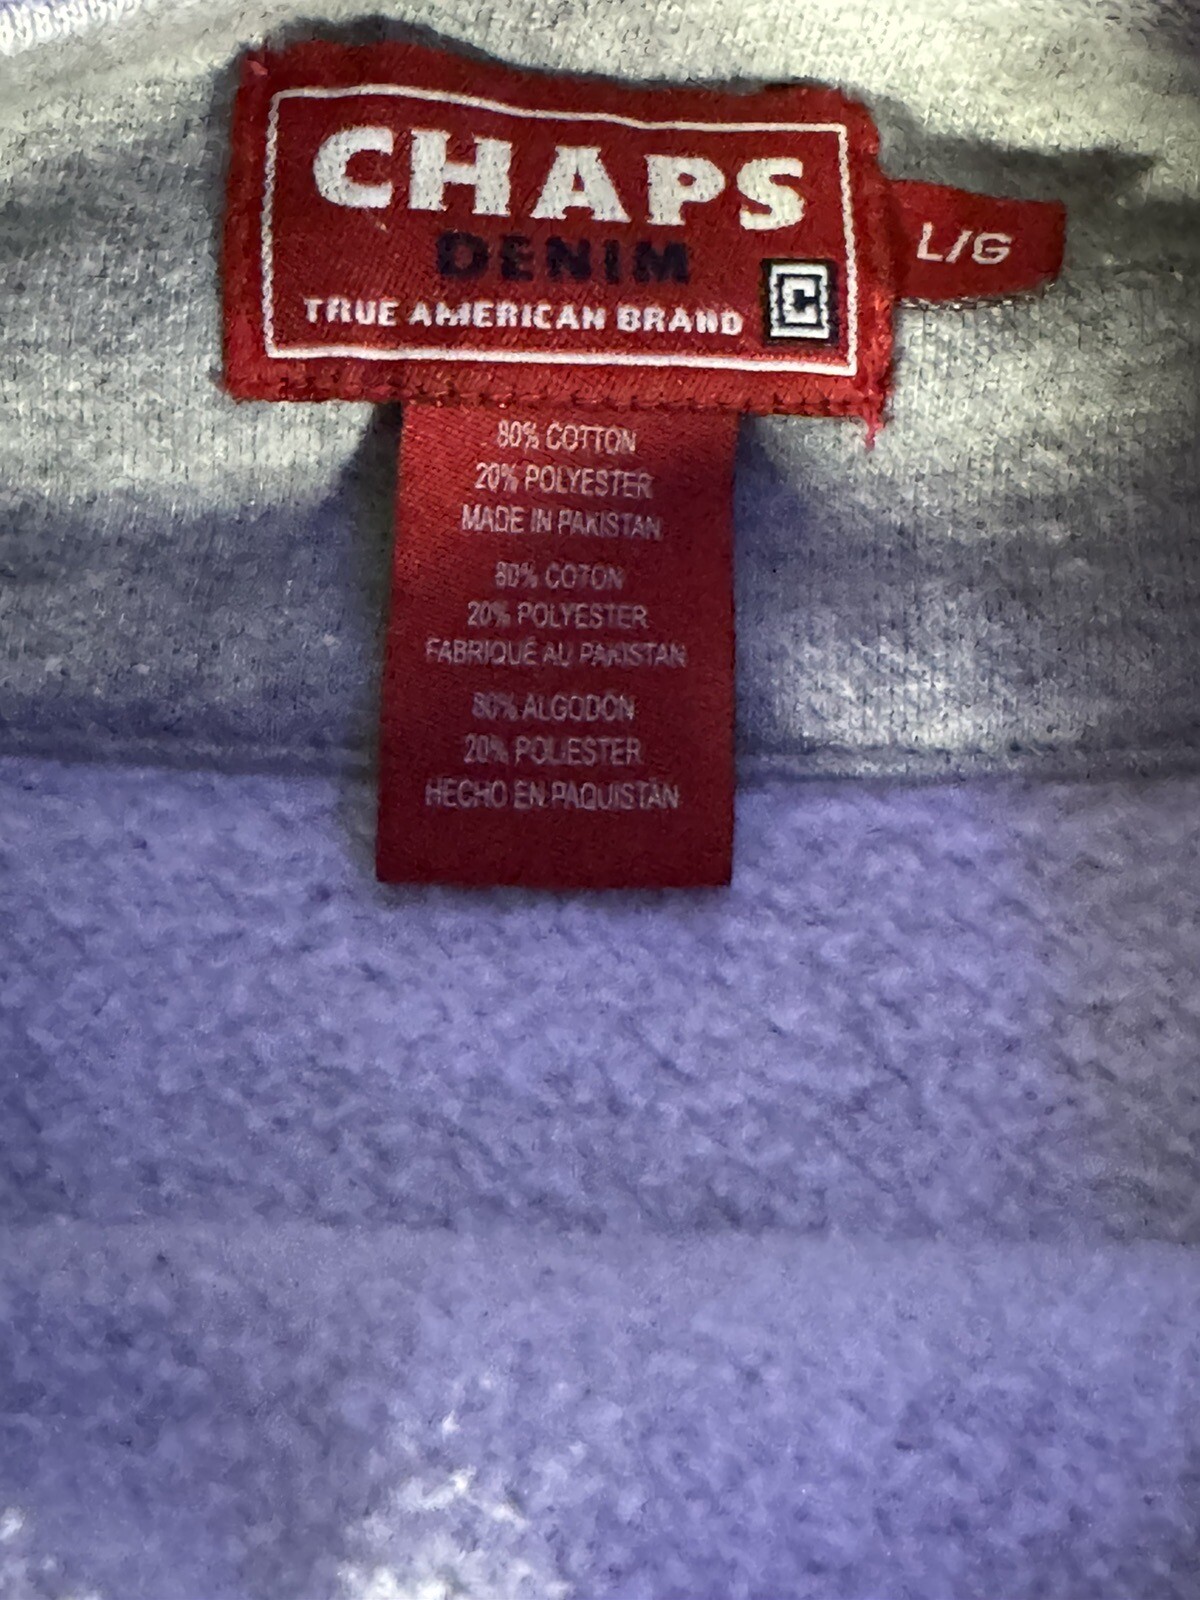 CHAPS
DENIM
TRUE AMERICAN BRAND
C
L/G
80% COTTON
20% POLYESTER
MADE IN PAKISTAN
80% COTON
20% POLYESTER
FABRIQUÉ AU PAKISTAN
80% ALGODÓN
20% POLIESTER
HECHO EN PAQUISTÁN